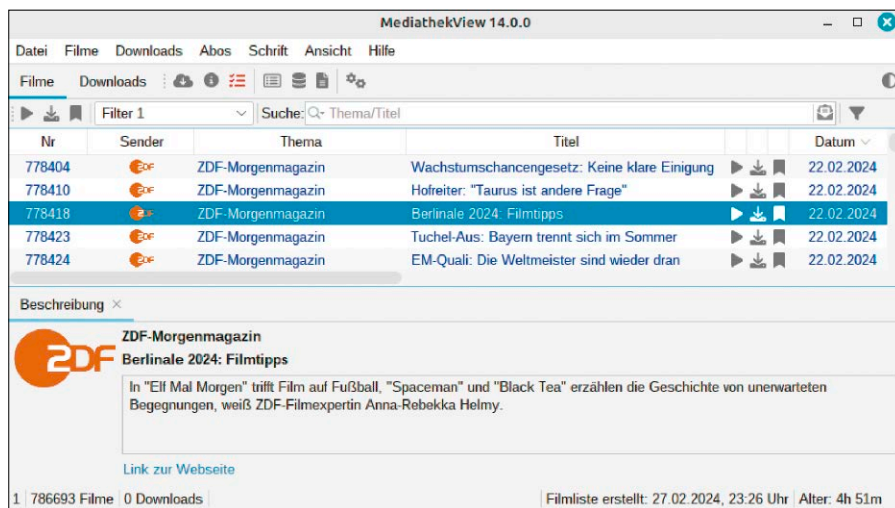 MediathekView 14.0.0
Datei Filme Downloads Abos Schrift Ansicht Hilfe
Filme Downloads
Filter 1 Suche: Thema/Titel
Nr Sender Thema Titel Datum
778404 ZDF ZDF-Morgenmagazin Wachstumschancengesetz: Keine klare Einigung 22.02.2024
778410 ZDF ZDF-Morgenmagazin Hofreiter: "Taurus ist andere Frage" 22.02.2024
778418 ZDF ZDF-Morgenmagazin Berlinale 2024: Filmtipps 22.02.2024
778423 ZDF ZDF-Morgenmagazin Tuchel-Aus: Bayern trennt sich im Sommer 22.02.2024
778424 ZDF ZDF-Morgenmagazin EM-Quali: Die Weltmeister sind wieder dran 22.02.2024
Beschreibung
ZDF
ZDF-Morgenmagazin
Berlinale 2024: Filmtipps
In "Elf Mal Morgen" trifft Film auf Fußball, "Spaceman" und "Black Tea" erzählen die Geschichte von unerwarteten
Begegnungen, weiß ZDF-Filmexpertin Anna-Rebekka Helmy.
Link zur Webseite
1 786693 Filme 0 Downloads Filmliste erstellt: 27.02.2024, 23:26 Uhr Alter: 4h 51m